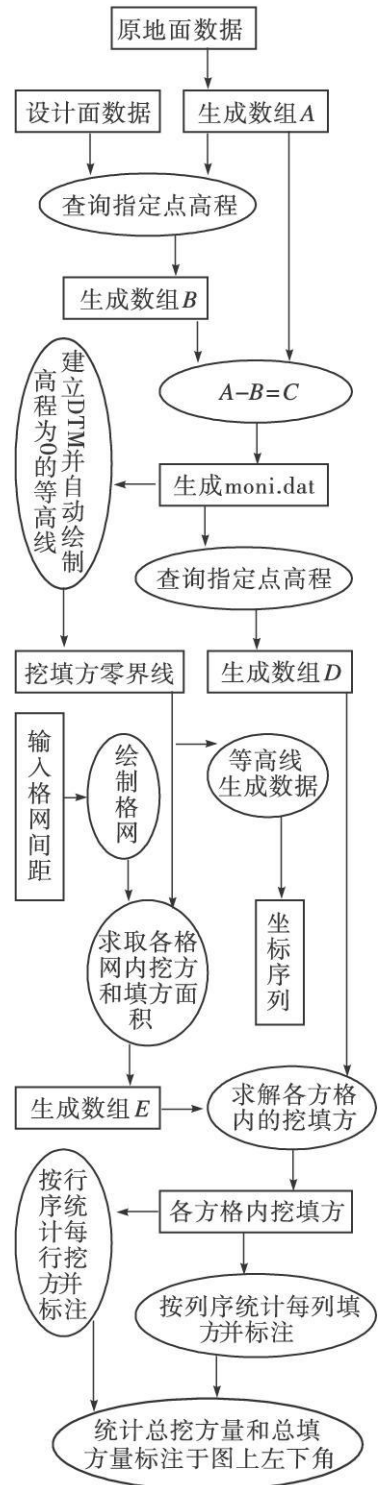 原地面数据
设计面数据
生成数组A
查询指定点高程
生成数组B
建立DTM并自动绘制
高程为0的等高线
A-B=C
生成moni.dat
查询指定点高程
挖填方零界线
生成数组D
输入格网间距
绘制格网
等高线
生成数据
求取各格
网内挖方
和填方面
积
坐标序列
生成数组E
求解各方格
内的挖填方
按行
序统计每
行挖方并
标注
各方格内挖填方
按列序统计每列填
方并标注
统计总挖方量和总填
方量标注于图上左下角